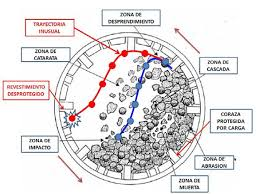 ZONA DE
DESPRENDIMIENTO
TRAYECTORIA
INUSUAL
ZONA DE
CATARATA
ZONA DE
CASCADA
REVESTIMIENTO
DESPROTEGIDO
CORAZA
PROTEGIDA
POR CARGA
ZONA DE
IMPACTO
ZONA DE
ABRASION
ZONA DE
MUERTA